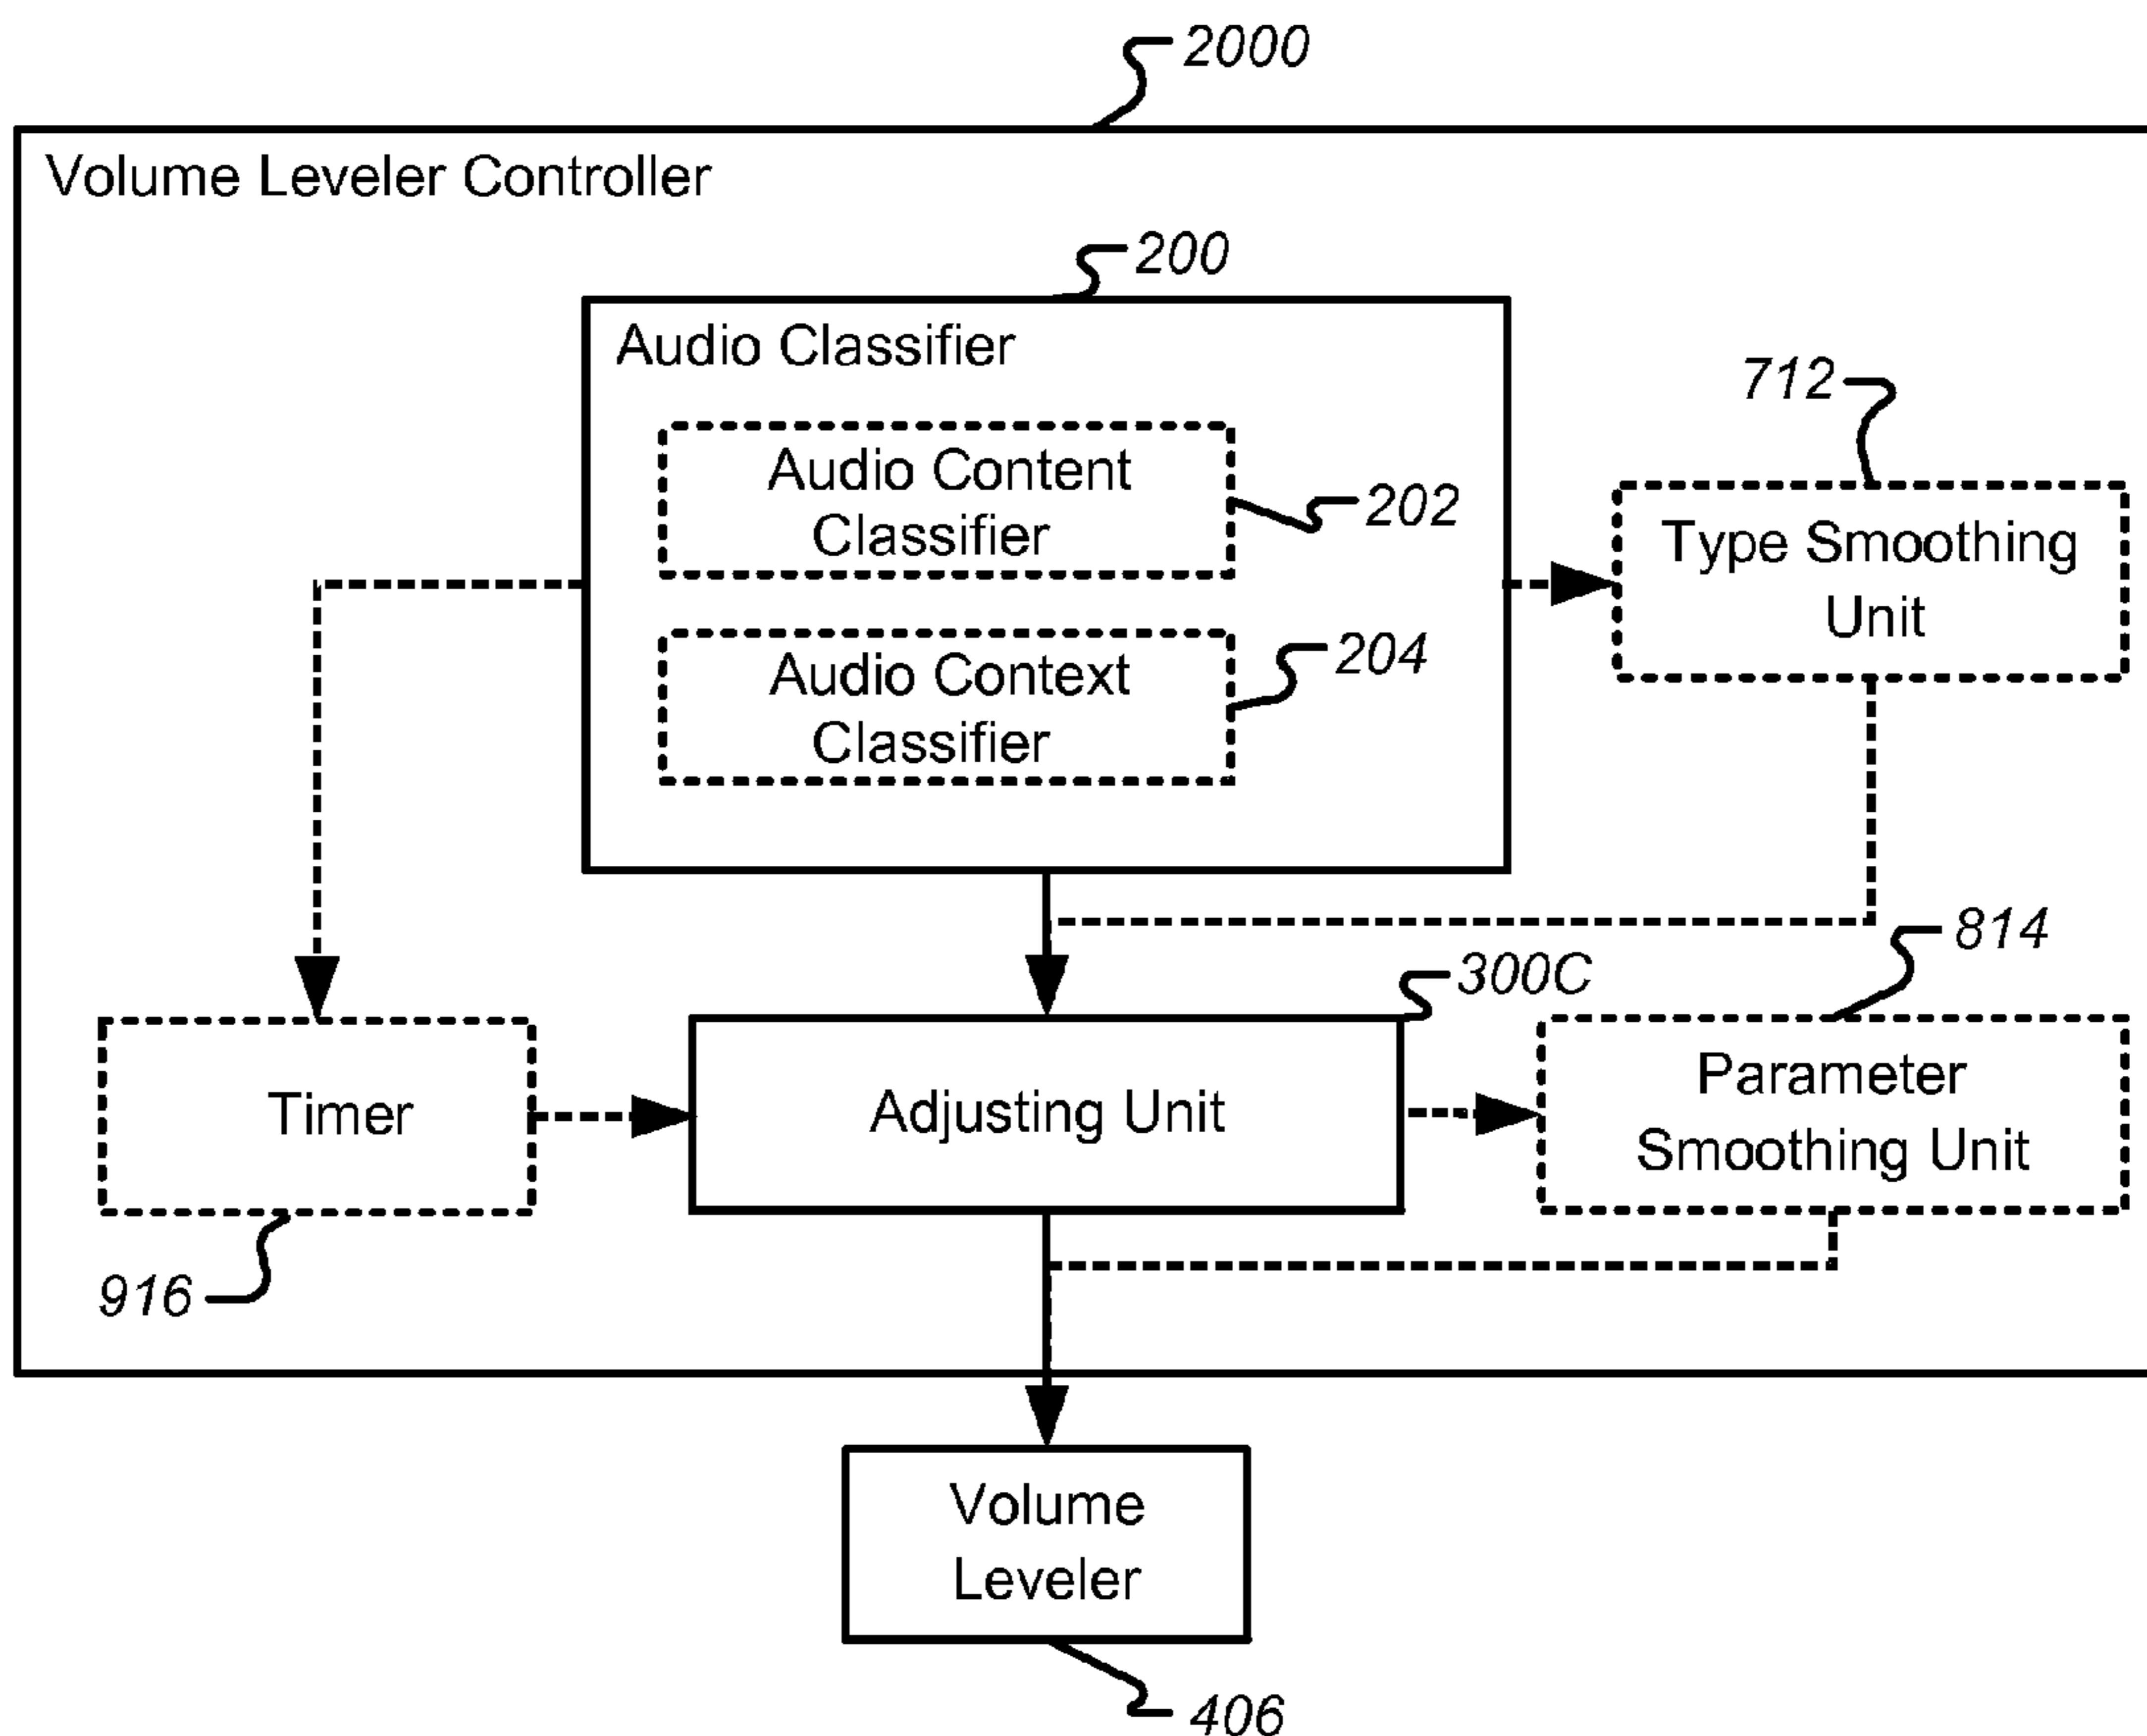 2000
Volume Leveler Controller
200
Audio Classifier
712
Audio Content
Classifier
202
Type Smoothing
Unit
204
Audio Context
Classifier
814
300C
Timer
Adjusting Unit
Parameter
Smoothing Unit
916
Volume
Leveler
406